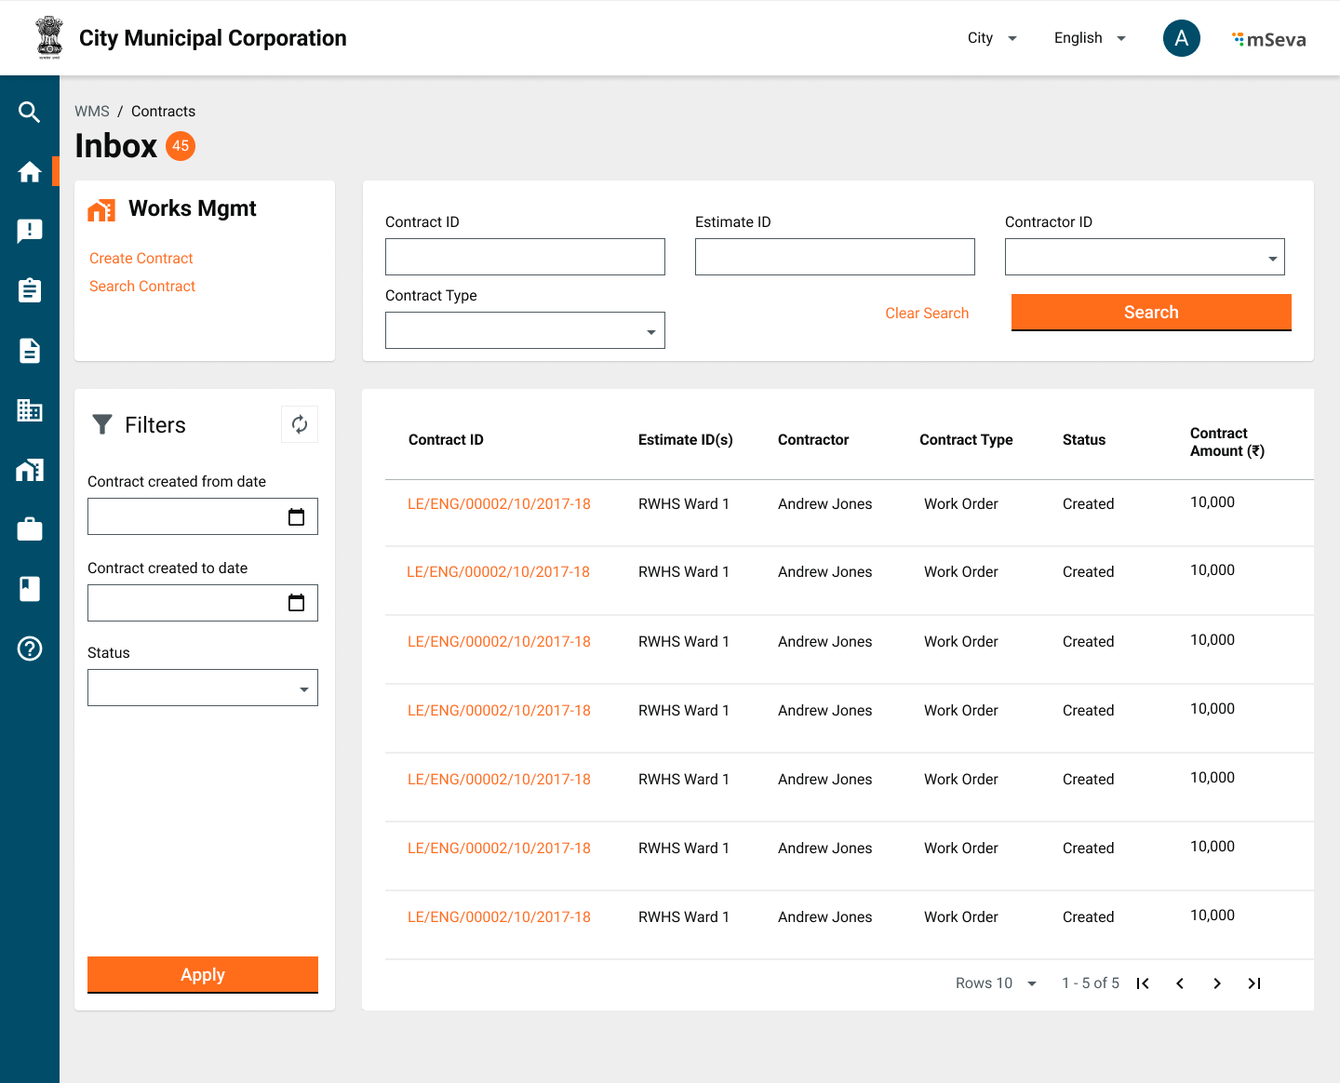 City Municipal Corporation
City
English
A
mSeva
WMS / Contracts
Inbox 45
Works Mgmt
Create Contract
Search Contract
Contract ID
Estimate ID
Contractor ID
Contract Type
Clear Search
Search
Filters
Contract created from date
Contract created to date
Status
Apply
Contract ID Estimate ID(s) Contractor Contract Type Status Contract Amount (₹)
LE/ENG/00002/10/2017-18 RWHS Ward 1 Andrew Jones Work Order Created 10,000
LE/ENG/00002/10/2017-18 RWHS Ward 1 Andrew Jones Work Order Created 10,000
LE/ENG/00002/10/2017-18 RWHS Ward 1 Andrew Jones Work Order Created 10,000
LE/ENG/00002/10/2017-18 RWHS Ward 1 Andrew Jones Work Order Created 10,000
LE/ENG/00002/10/2017-18 RWHS Ward 1 Andrew Jones Work Order Created 10,000
LE/ENG/00002/10/2017-18 RWHS Ward 1 Andrew Jones Work Order Created 10,000
LE/ENG/00002/10/2017-18 RWHS Ward 1 Andrew Jones Work Order Created 10,000
Rows 10 1 - 5 of 5